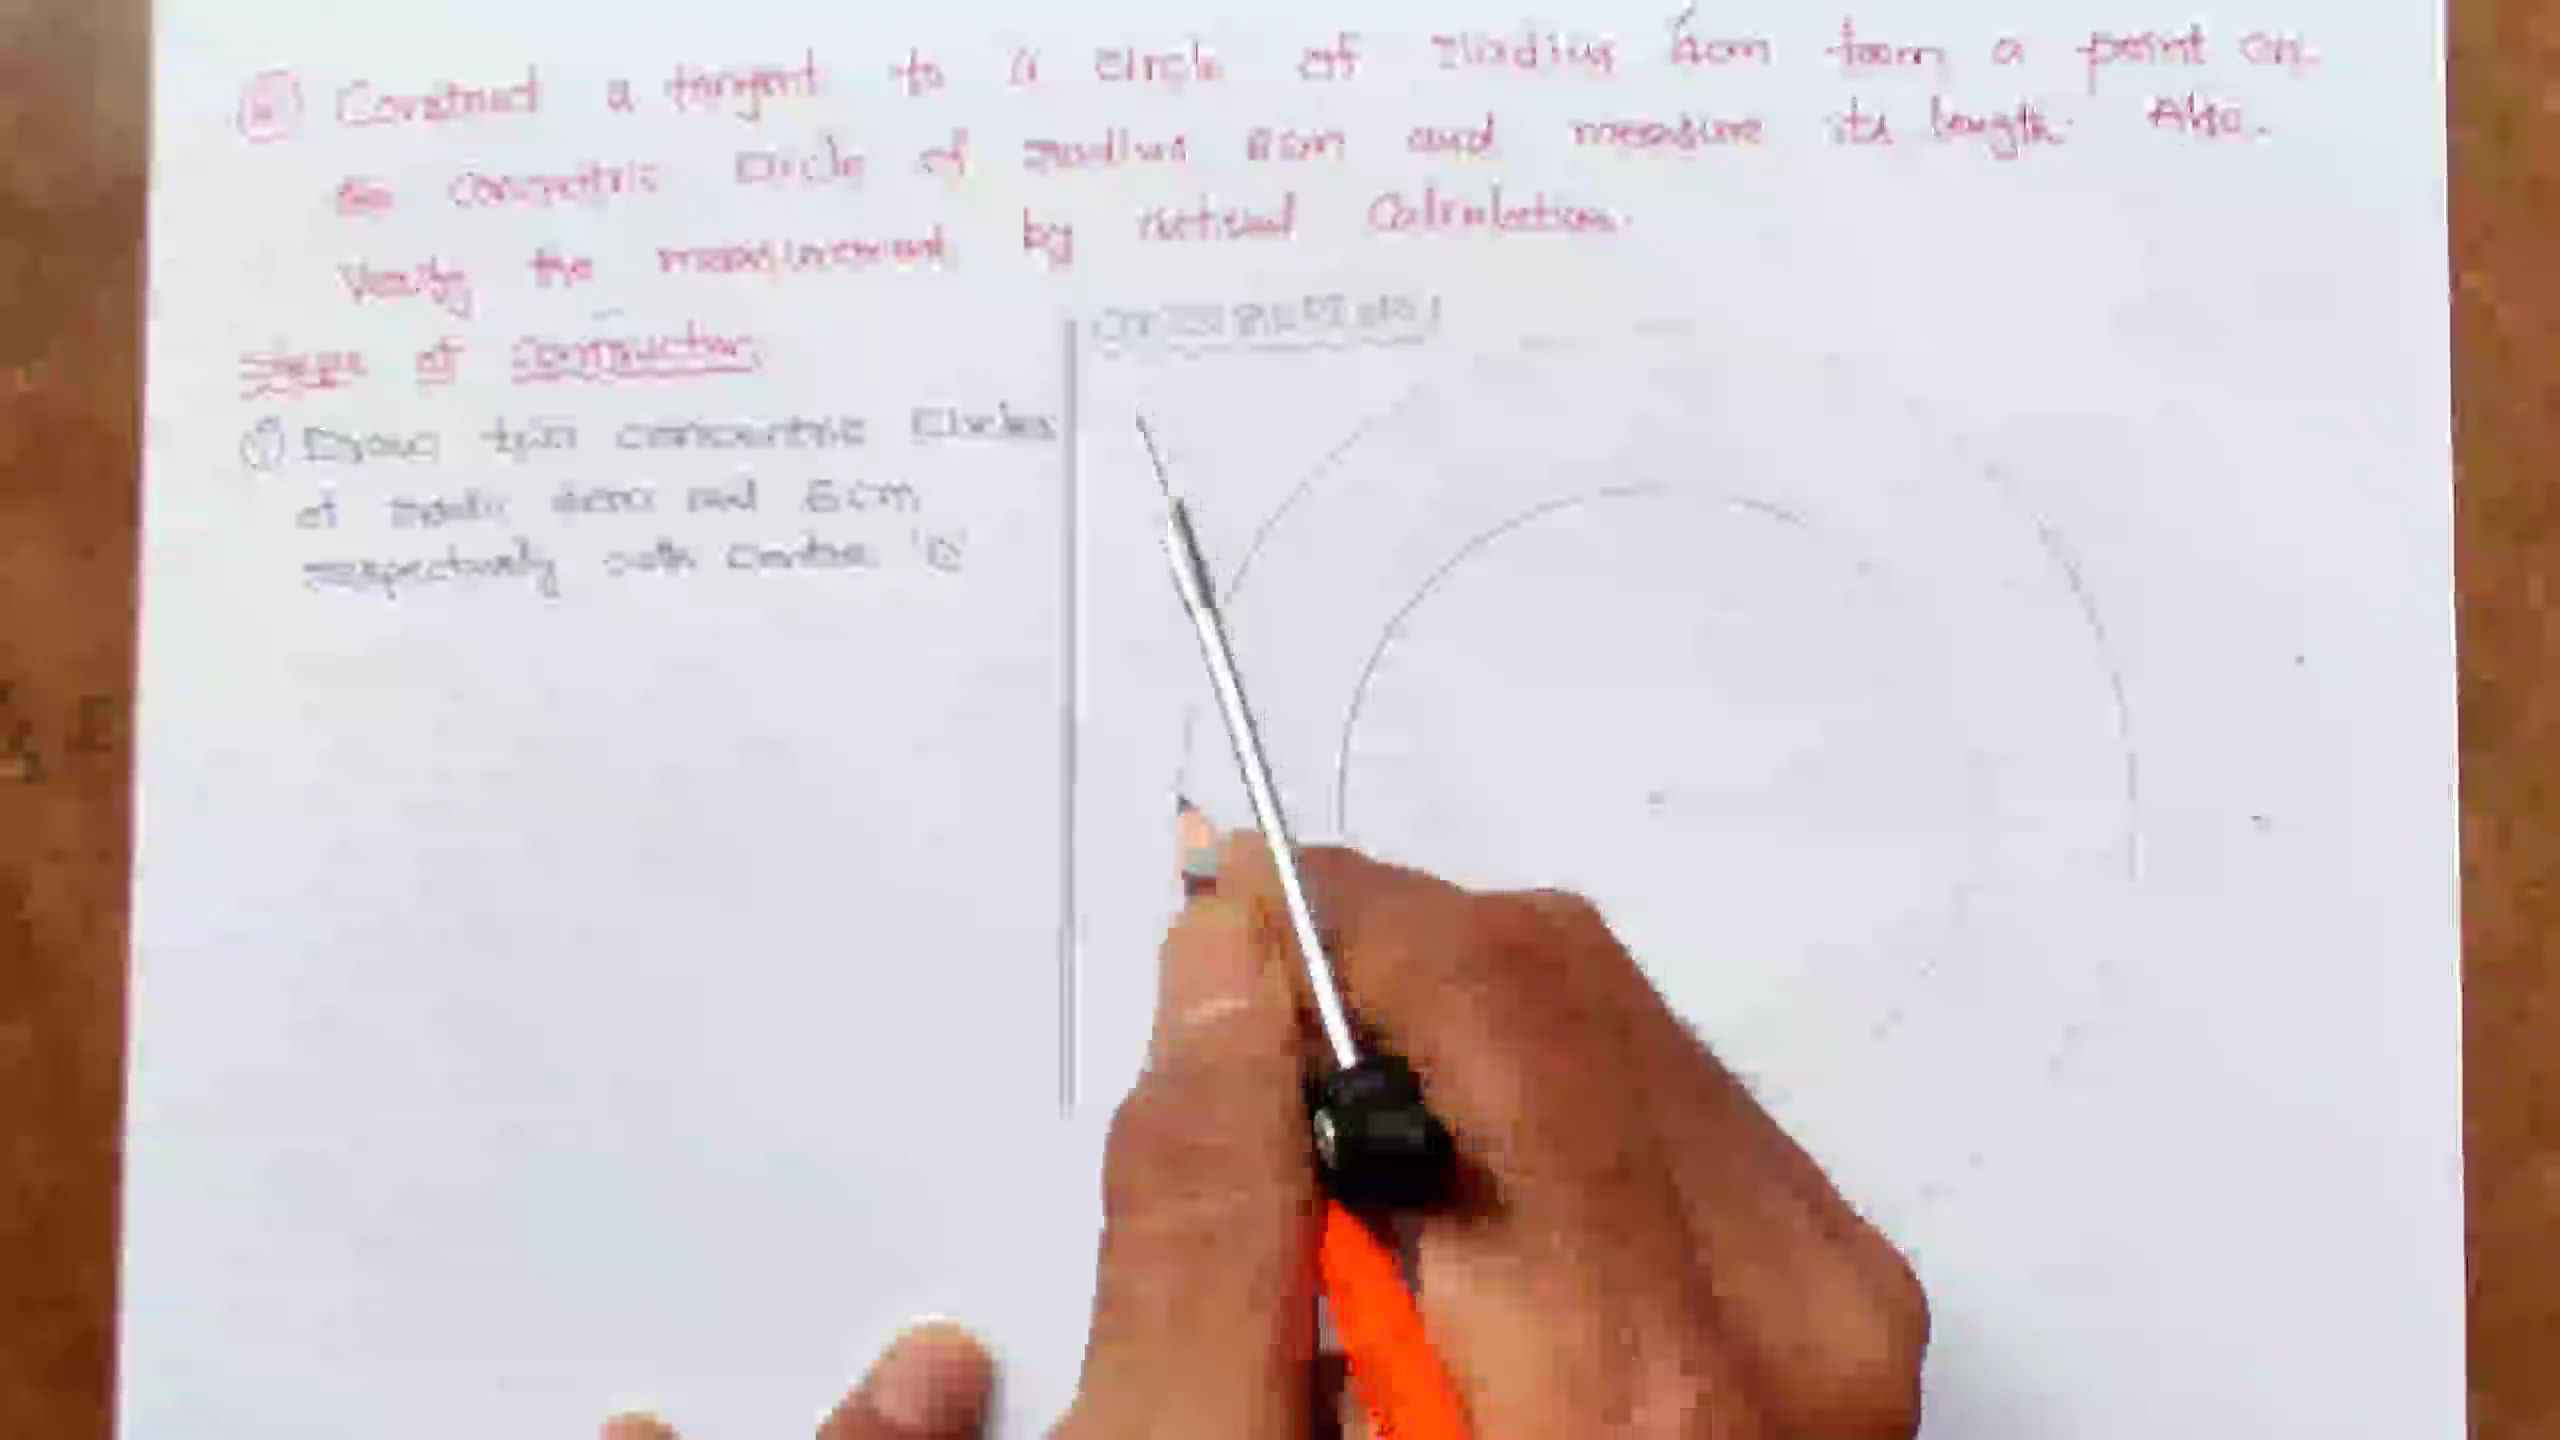 Construct a tangent to a circle of radius 4cm from a point on
concentric circle of radius 6cm and measure its length. Also
Verify the measurement by actual Calculation.
Steps of construction
① Draw two concentric circles
of radii 4cm and 6cm
respectively with centre 'O'
CONSTRUCTION